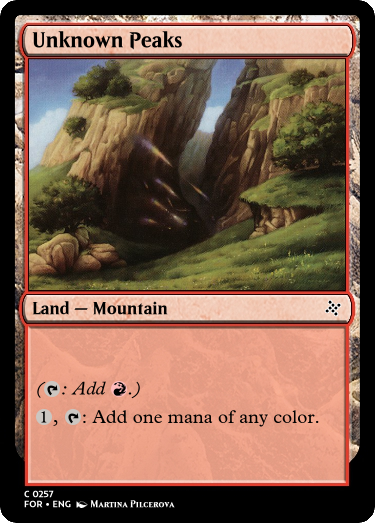 Unknown Peaks
Land — Mountain
(: Add .)
1, : Add one mana of any color.
C 0257
FOR • ENG Martina Pilcerova